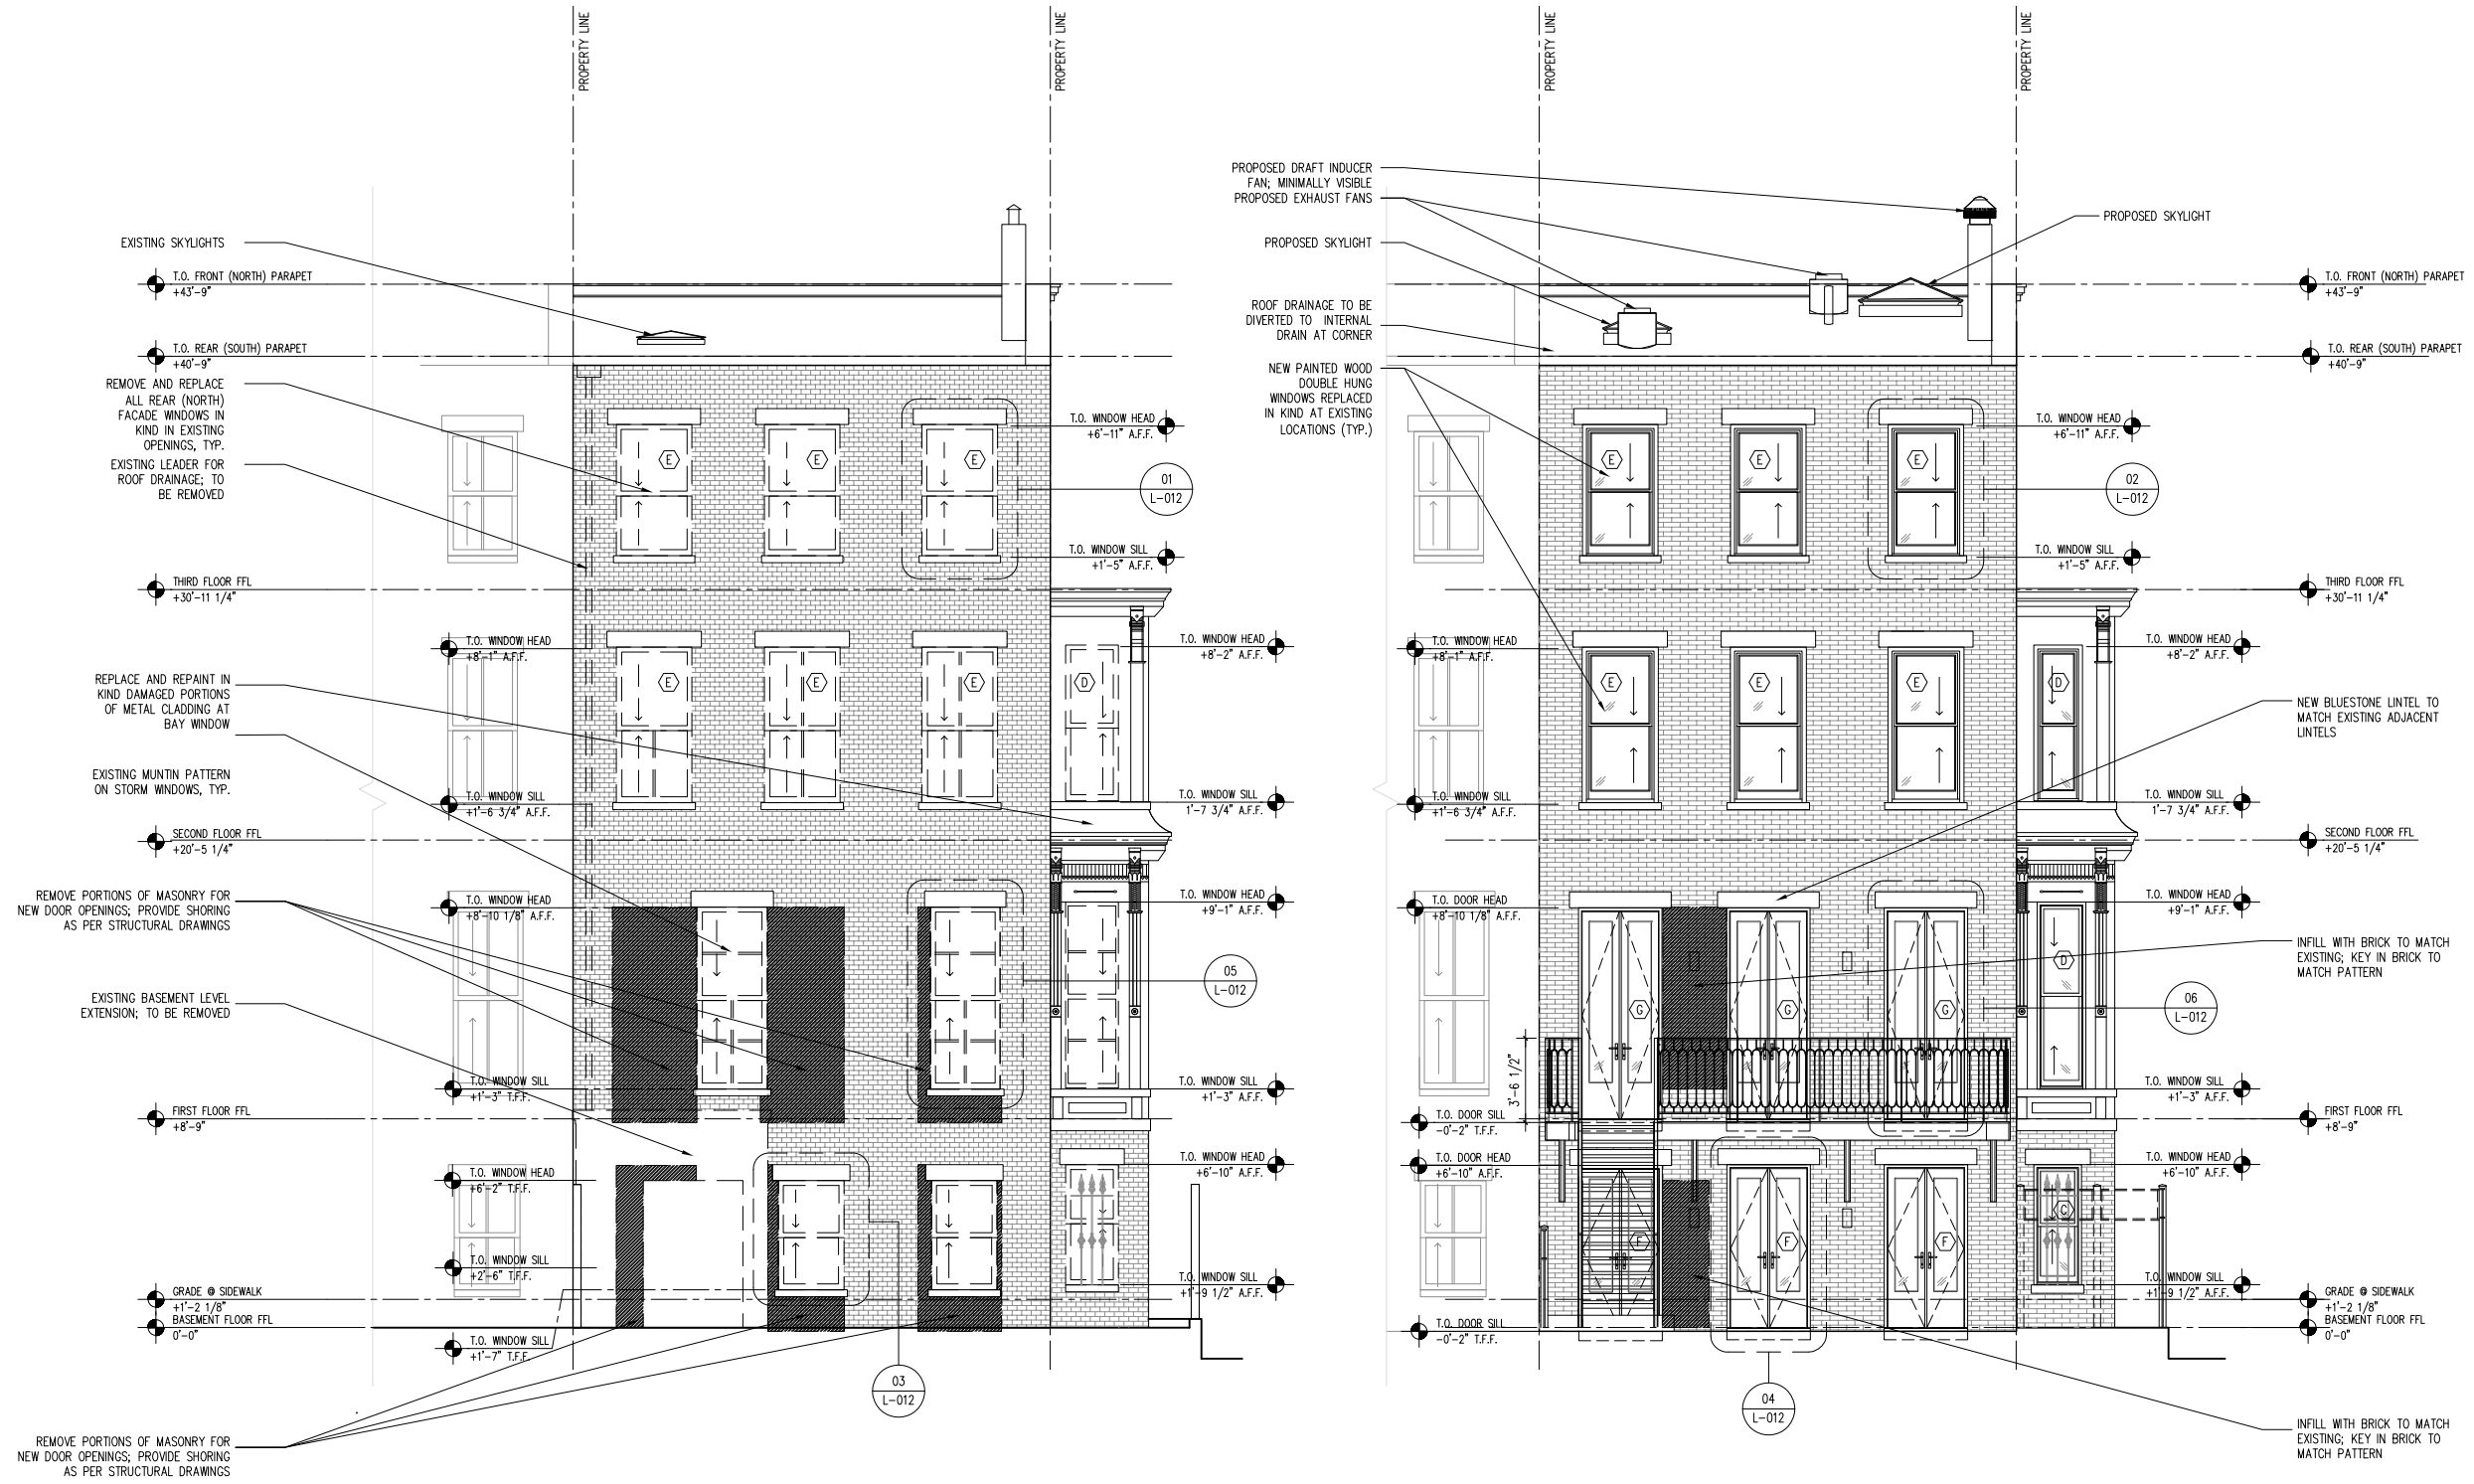 PROPERTY LINE
PROPERTY LINE
EXISTING SKYLIGHTS
T.O. FRONT (NORTH) PARAPET
+43'-9"
T.O. REAR (SOUTH) PARAPET
+40'-9"
REMOVE AND REPLACE
ALL REAR (NORTH)
FACADE WINDOWS IN
KIND IN EXISTING
OPENINGS, TYP.
EXISTING LEADER FOR
ROOF DRAINAGE; TO
BE REMOVED
THIRD FLOOR FFL
+30'-11 1/4"
T.O. WINDOW HEAD
+8'-1" A.F.F.
REPLACE AND REPAINT IN
KIND DAMAGED PORTIONS
OF METAL CLADDING AT
BAY WINDOW
EXISTING MUNTIN PATTERN
ON STORM WINDOWS, TYP.
T.O. WINDOW SILL
+1'-6 3/4" A.F.F.
SECOND FLOOR FFL
+20'-5 1/4"
REMOVE PORTIONS OF MASONRY FOR
NEW DOOR OPENINGS; PROVIDE SHORING
AS PER STRUCTURAL DRAWINGS
T.O. WINDOW HEAD
+8'-10 1/8" A.F.F.
EXISTING BASEMENT LEVEL
EXTENSION; TO BE REMOVED
T.O. WINDOW SILL
+1'-3" T.F.F.
FIRST FLOOR FFL
+8'-9"
T.O. WINDOW HEAD
+6'-2" T.F.F.
T.O. WINDOW SILL
+2'-6" T.F.F.
GRADE @ SIDEWALK
+1'-2 1/8"
BASEMENT FLOOR FFL
0'-0"
T.O. WINDOW SILL
+1'-7" T.F.F.
REMOVE PORTIONS OF MASONRY FOR
NEW DOOR OPENINGS; PROVIDE SHORING
AS PER STRUCTURAL DRAWINGS
E
E
E
E
E
E
D
T.O. WINDOW HEAD
+6'-11" A.F.F.
01
L-012
T.O. WINDOW SILL
+1'-5" A.F.F.
T.O. WINDOW HEAD
+8'-2" A.F.F.
T.O. WINDOW SILL
1'-7 3/4" A.F.F.
T.O. WINDOW HEAD
+9'-1" A.F.F.
05
L-012
T.O. WINDOW SILL
+1'-3" A.F.F.
T.O. WINDOW HEAD
+6'-10" A.F.F.
T.O. WINDOW SILL
+1'-9 1/2" A.F.F.
03
L-012
PROPERTY LINE
PROPERTY LINE
PROPOSED DRAFT INDUCER
FAN; MINIMALLY VISIBLE
PROPOSED EXHAUST FANS
PROPOSED SKYLIGHT
ROOF DRAINAGE TO BE
DIVERTED TO INTERNAL
DRAIN AT CORNER
NEW PAINTED WOOD
DOUBLE HUNG
WINDOWS REPLACED
IN KIND AT EXISTING
LOCATIONS (TYP.)
T.O. WINDOW HEAD
+8'-1" A.F.F.
T.O. WINDOW SILL
+1'-6 3/4" A.F.F.
T.O. DOOR HEAD
+8'-10 1/8" A.F.F.
3'-6 1/2"
T.O. DOOR SILL
-0'-2" T.F.F.
T.O. DOOR HEAD
+6'-10" A.F.F.
T.O. DOOR SILL
-0'-2" T.F.F.
E
E
E
E
E
E
D
G
G
G
D
F
F
F
C
PROPOSED SKYLIGHT
T.O. FRONT (NORTH) PARAPET
+43'-9"
T.O. REAR (SOUTH) PARAPET
+40'-9"
T.O. WINDOW HEAD
+6'-11" A.F.F.
02
L-012
T.O. WINDOW SILL
+1'-5" A.F.F.
THIRD FLOOR FFL
+30'-11 1/4"
T.O. WINDOW HEAD
+8'-2" A.F.F.
NEW BLUESTONE LINTEL TO
MATCH EXISTING ADJACENT
LINTELS
T.O. WINDOW SILL
1'-7 3/4" A.F.F.
SECOND FLOOR FFL
+20'-5 1/4"
T.O. WINDOW HEAD
+9'-1" A.F.F.
INFILL WITH BRICK TO MATCH
EXISTING; KEY IN BRICK TO
MATCH PATTERN
06
L-012
T.O. WINDOW SILL
+1'-3" A.F.F.
FIRST FLOOR FFL
+8'-9"
T.O. WINDOW HEAD
+6'-10" A.F.F.
T.O. WINDOW SILL
+1'-9 1/2" A.F.F.
GRADE @ SIDEWALK
+1'-2 1/8"
BASEMENT FLOOR FFL
0'-0"
04
L-012
INFILL WITH BRICK TO MATCH
EXISTING; KEY IN BRICK TO
MATCH PATTERN